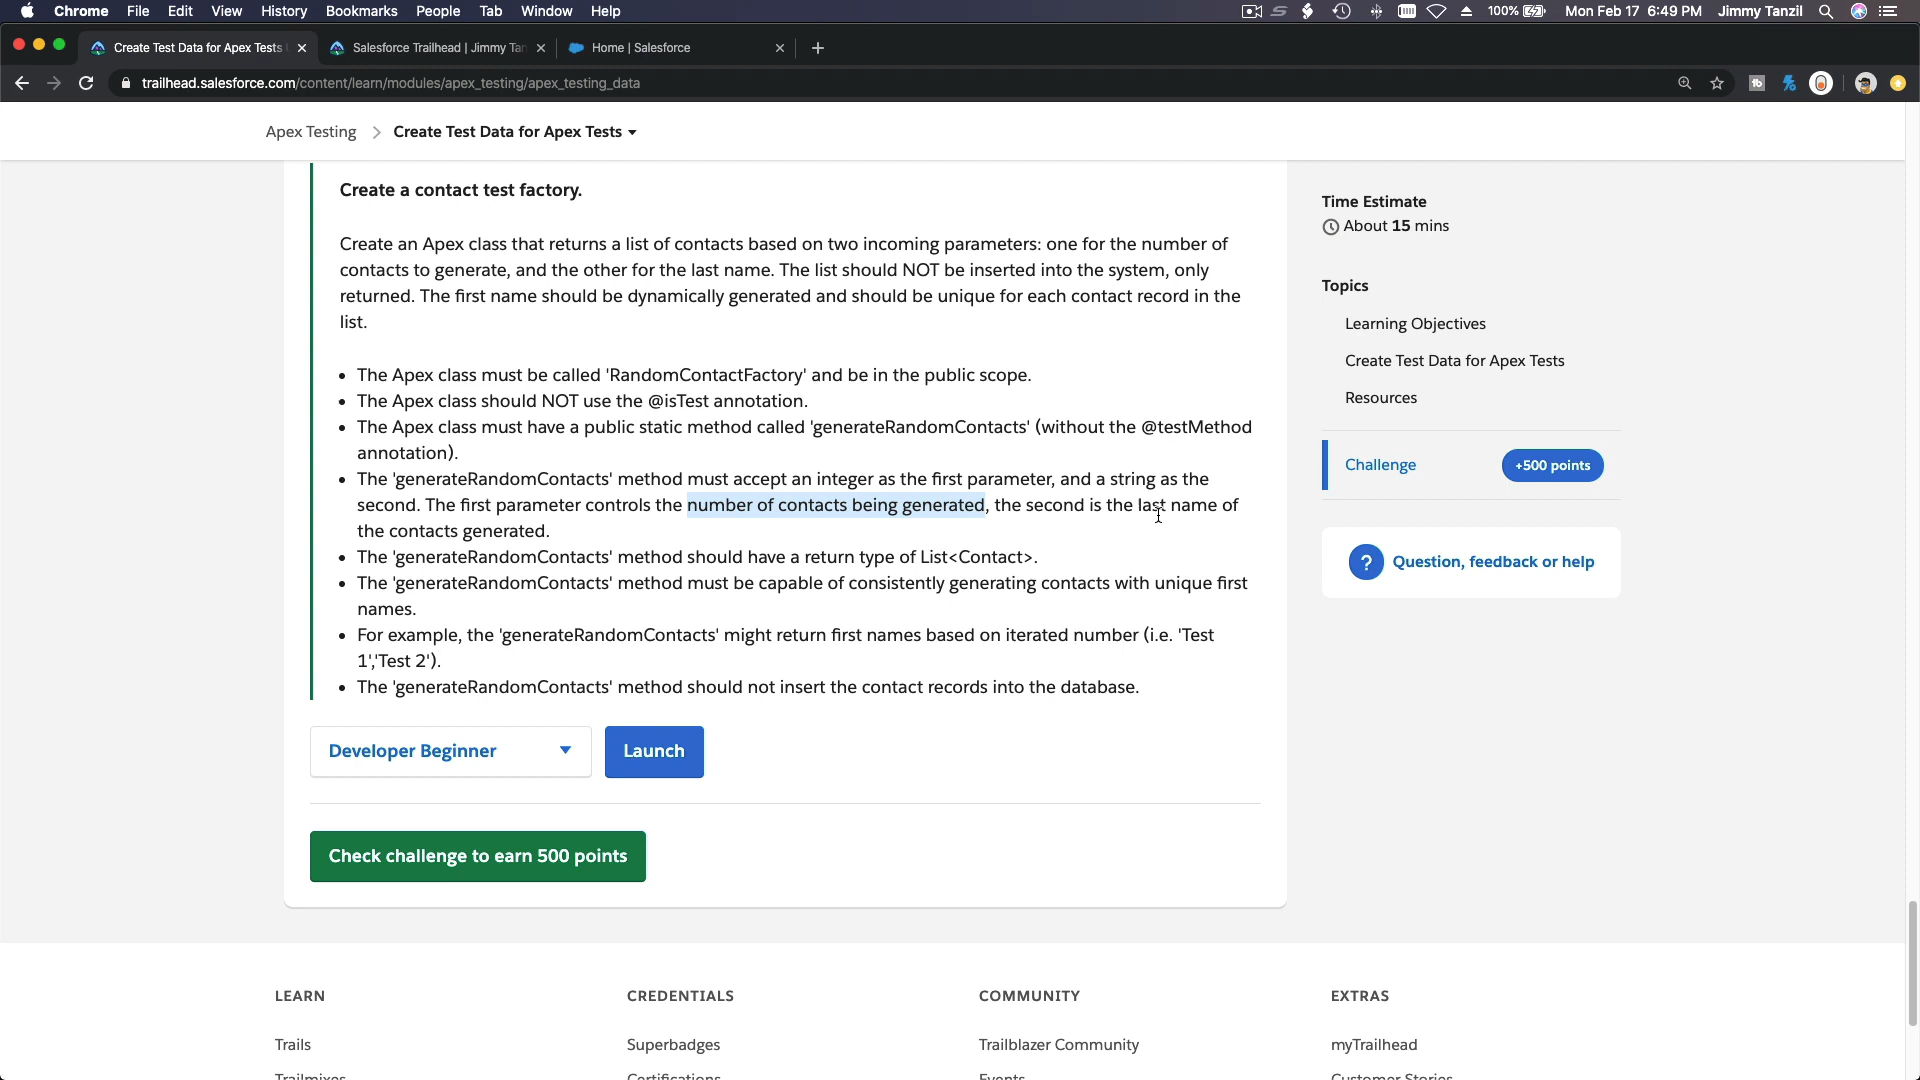 Chrome File Edit View History Bookmarks People Tab Window Help 100% Mon Feb 17 6:49 PM Jimmy Tanzil
Create Test Data for Apex Tests Salesforce Trailhead | Jimmy Tan Home | Salesforce
trailhead.salesforce.com/content/learn/modules/apex_testing/apex_testing_data
Apex Testing > Create Test Data for Apex Tests
Create a contact test factory.
Create an Apex class that returns a list of contacts based on two incoming parameters: one for the number of
contacts to generate, and the other for the last name. The list should NOT be inserted into the system, only
returned. The first name should be dynamically generated and should be unique for each contact record in the
list.
• The Apex class must be called 'RandomContactFactory' and be in the public scope.
• The Apex class should NOT use the @isTest annotation.
• The Apex class must have a public static method called 'generateRandomContacts' (without the @testMethod
annotation).
• The 'generateRandomContacts' method must accept an integer as the first parameter, and a string as the
second. The first parameter controls the number of contacts being generated, the second is the last name of
the contacts generated.
• The 'generateRandomContacts' method should have a return type of List<Contact>.
• The 'generateRandomContacts' method must be capable of consistently generating contacts with unique first
names.
• For example, the 'generateRandomContacts' might return first names based on iterated number (i.e. 'Test
1','Test 2').
• The 'generateRandomContacts' method should not insert the contact records into the database.
Developer Beginner Launch
Check challenge to earn 500 points
Time Estimate
About 15 mins
Topics
Learning Objectives
Create Test Data for Apex Tests
Resources
Challenge +500 points
? Question, feedback or help
LEARN CREDENTIALS COMMUNITY EXTRAS
Trails Superbadges Trailblazer Community myTrailhead
Trailmixes Certifications Events Customer Stories